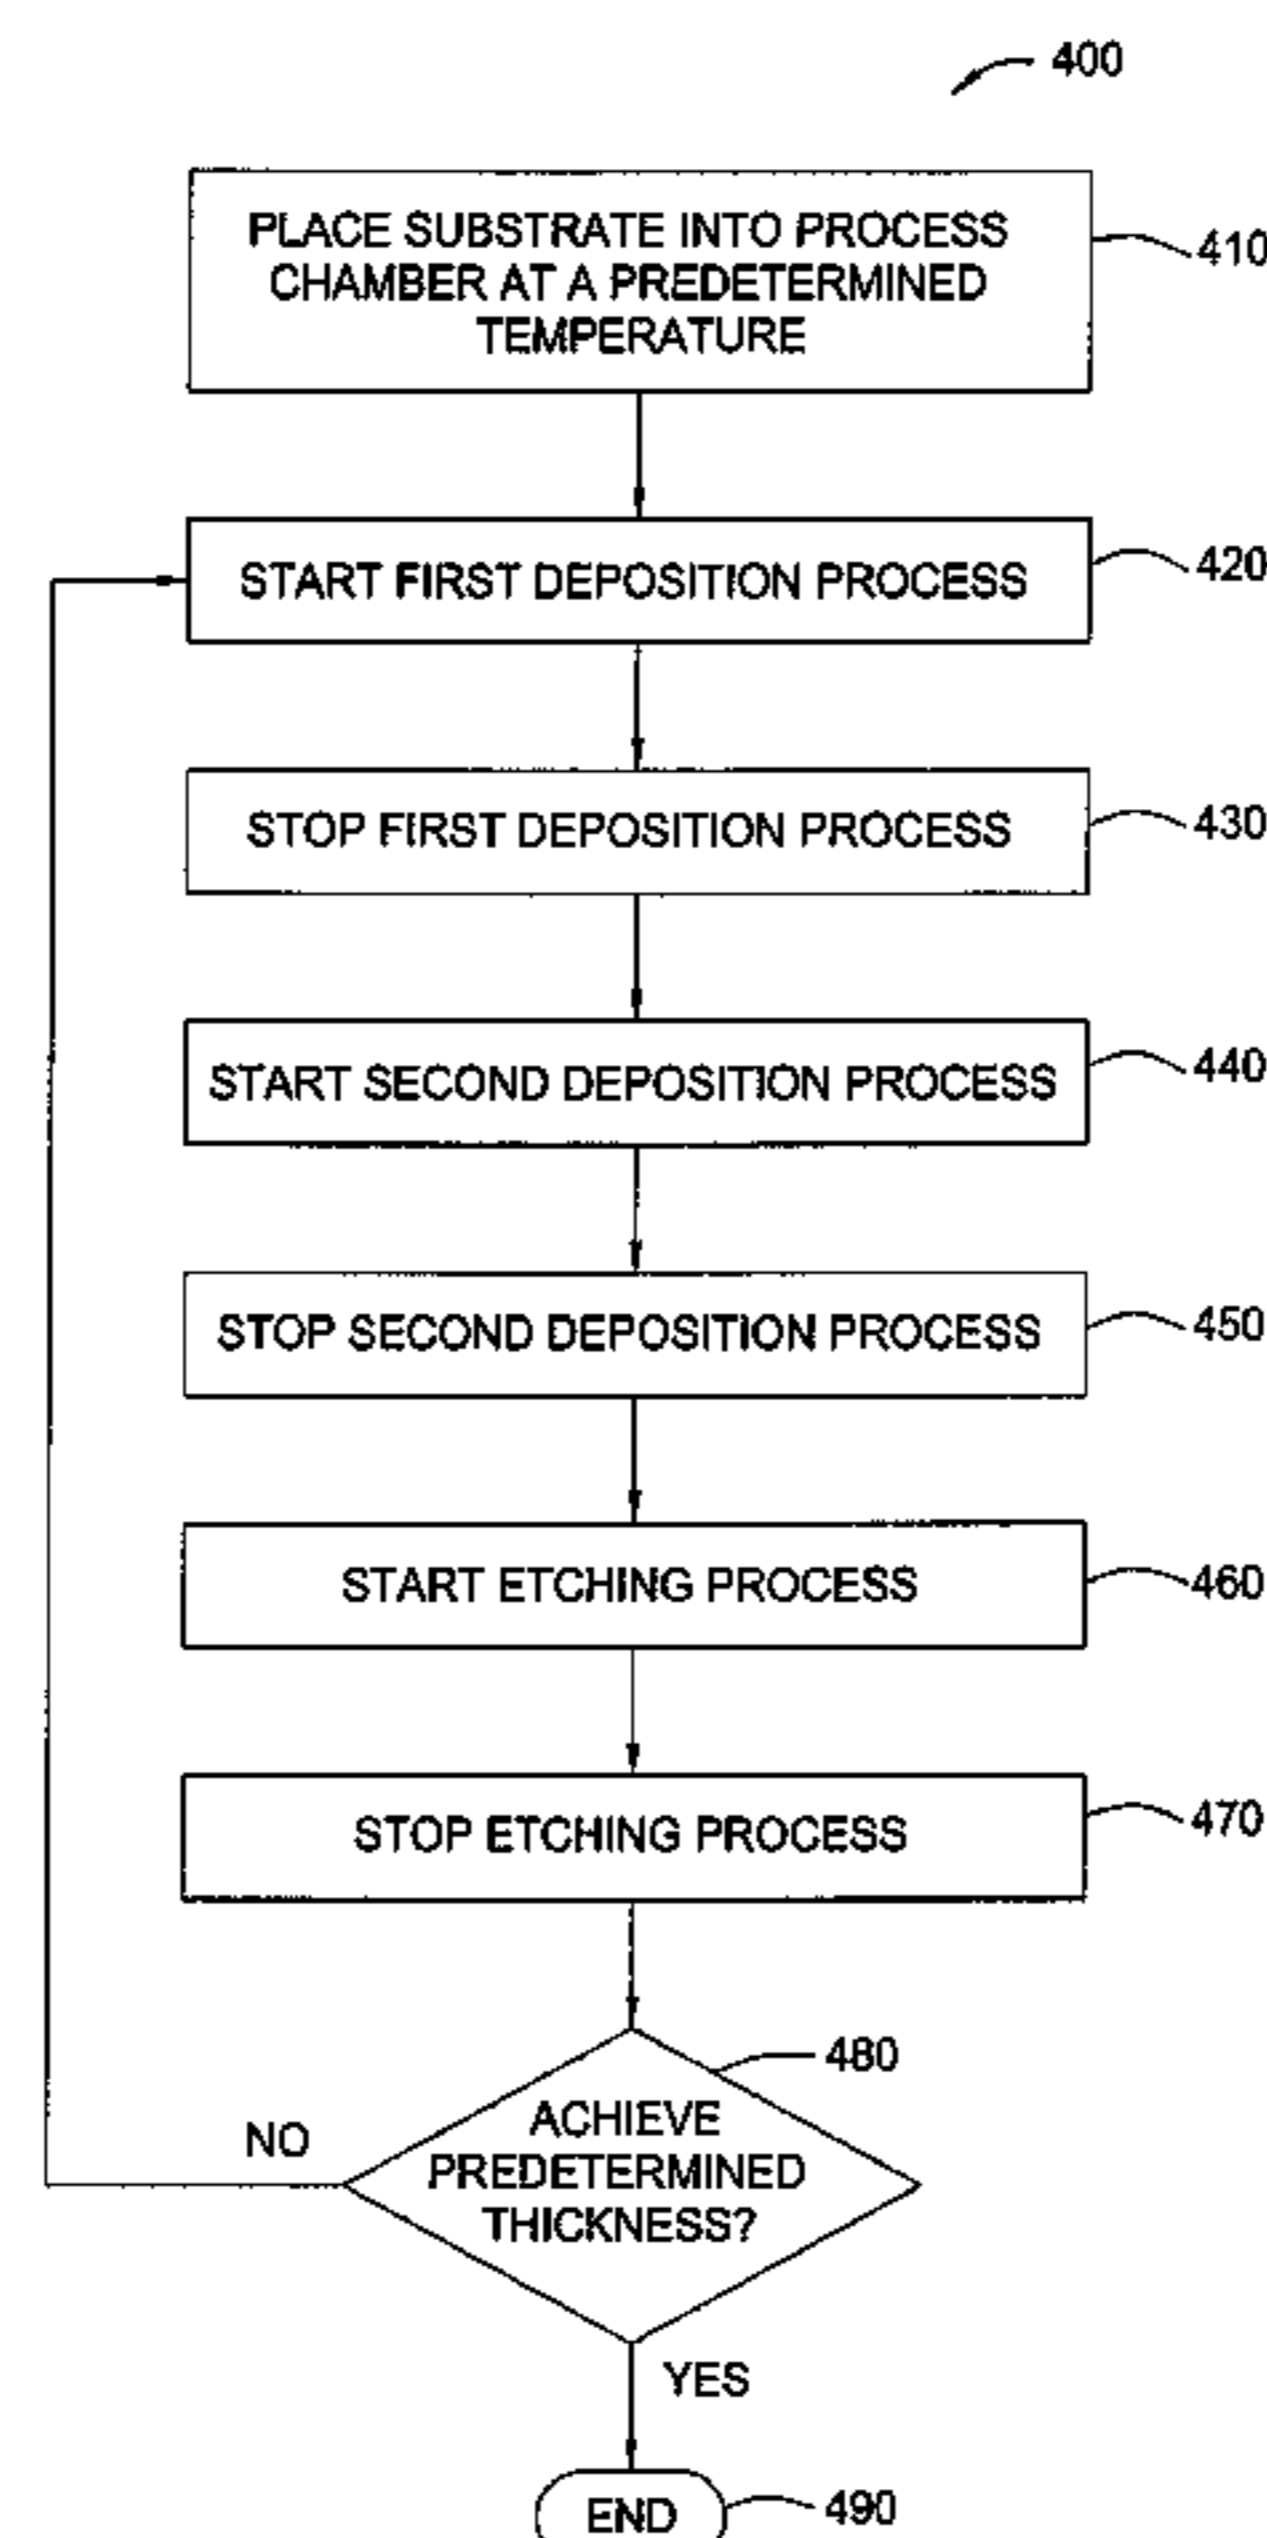 400
PLACE SUBSTRATE INTO PROCESS
CHAMBER AT A PREDETERMINED
TEMPERATURE
410
START FIRST DEPOSITION PROCESS
420
STOP FIRST DEPOSITION PROCESS
430
START SECOND DEPOSITION PROCESS
440
STOP SECOND DEPOSITION PROCESS
450
START ETCHING PROCESS
460
STOP ETCHING PROCESS
470
480
ACHIEVE
PREDETERMINED
THICKNESS?
NO
YES
END
490